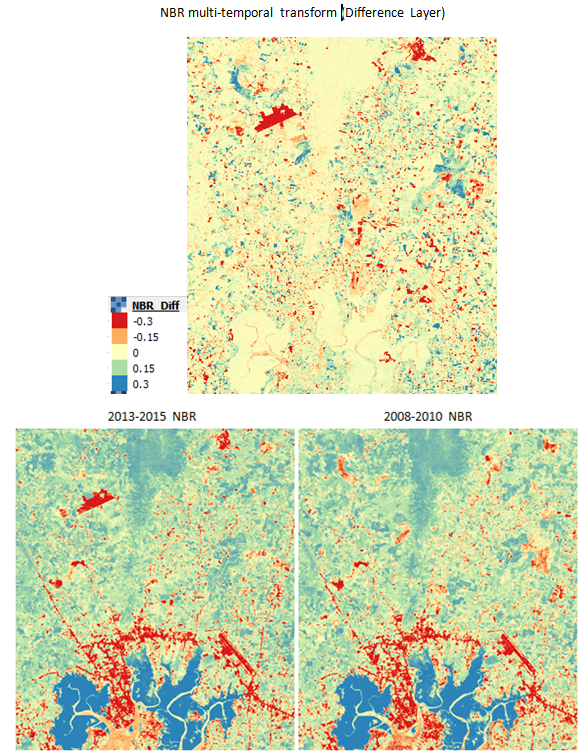 NBR multi-temporal transform (Difference Layer)
NBR_Diff
-0.3
-0.15
0
0.15
0.3
2013-2015 NBR
2008-2010 NBR